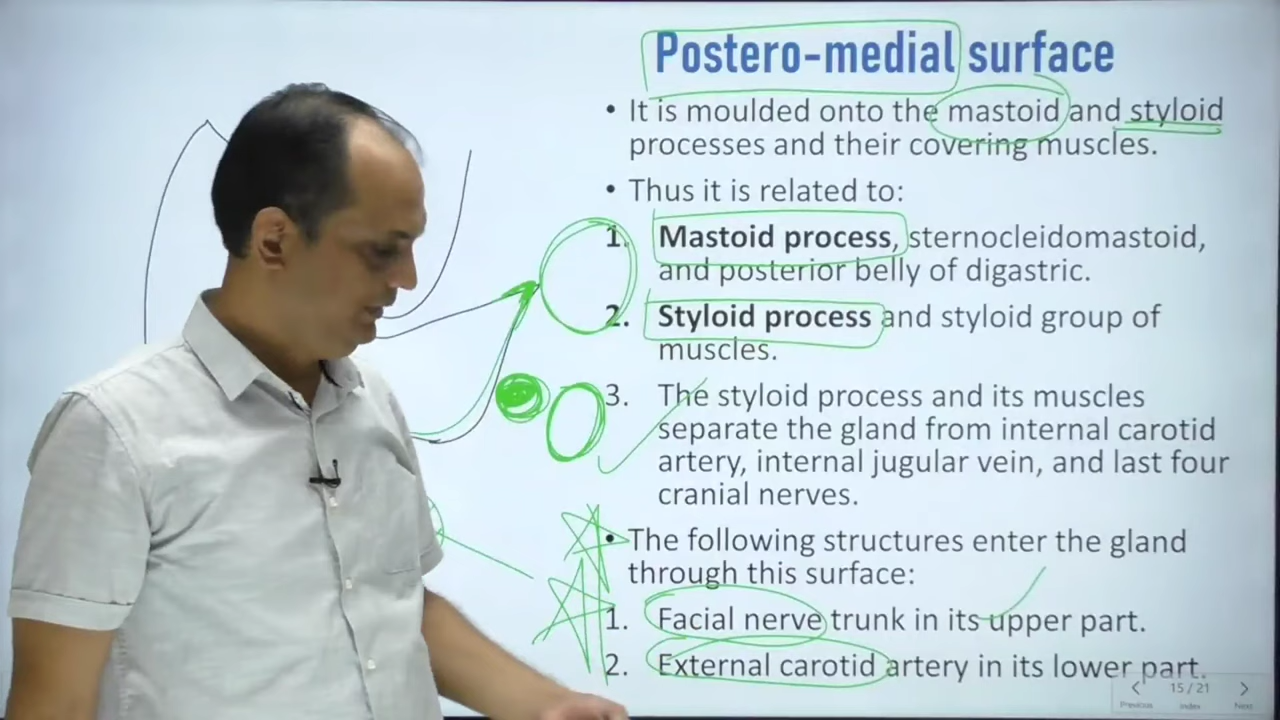 Postero-medial surface
• It is moulded onto the mastoid and styloid
processes and their covering muscles.
• Thus it is related to:
1. Mastoid process, sternocleidomastoid,
and posterior belly of digastric.
2. Styloid process and styloid group of
muscles.
3. The styloid process and its muscles
separate the gland from internal carotid
artery, internal jugular vein, and last four
cranial nerves.
• The following structures enter the gland
through this surface:
1. Facial nerve trunk in its upper part.
2. External carotid artery in its lower part.
15 / 21
Previous Index Next